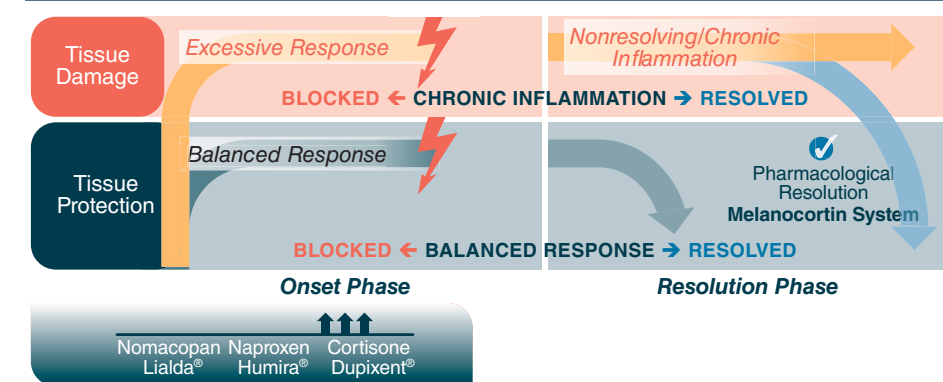 Tissue
Damage
Excessive Response
Nonresolving/Chronic
Inflammation
BLOCKED ← CHRONIC INFLAMMATION → RESOLVED
Tissue
Protection
Balanced Response
Pharmacological
Resolution
Melanocortin System
BLOCKED ← BALANCED RESPONSE → RESOLVED
Onset Phase
Resolution Phase
Nomacopan Naproxen Cortisone
Lialda® Humira® Dupixent®